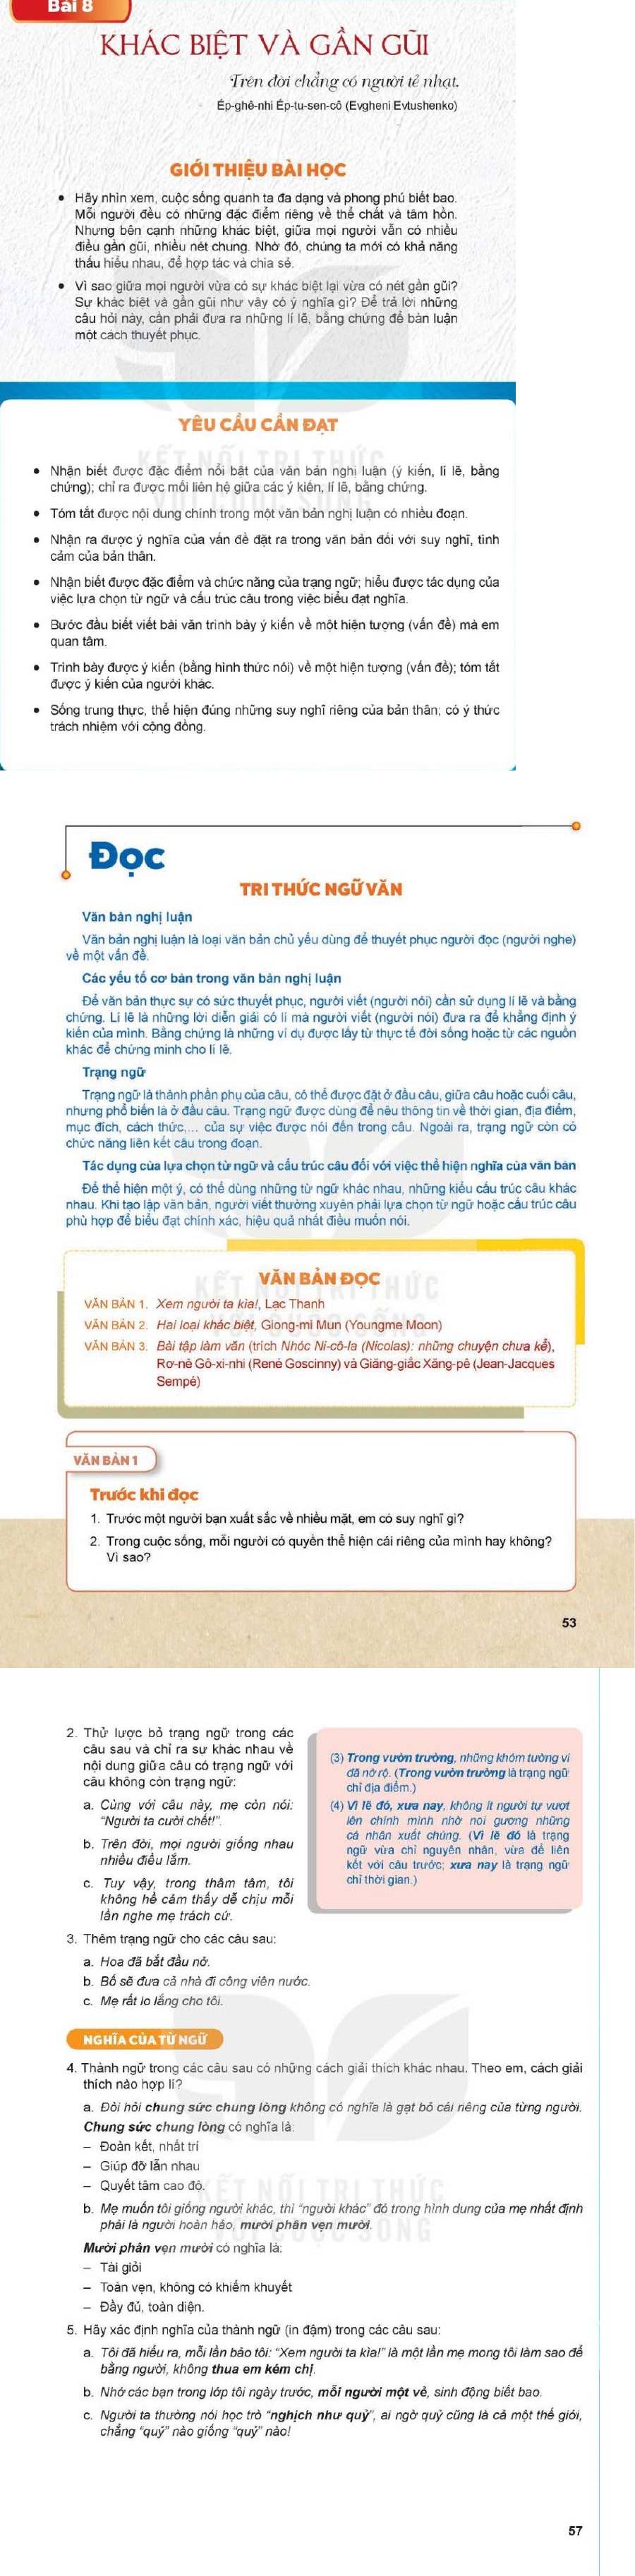 Bài 8
KHÁC BIỆT VÀ GẦN GŨI
Trên đời chẳng có người tẻ nhạt.
Ép-ghê-nhi Ép-tu-sen-cô (Evgheni Evtushenko)
GIỚI THIỆU BÀI HỌC
• Hãy nhìn xem, cuộc sống quanh ta đa dạng và phong phú biết bao.
Mỗi người đều có những đặc điểm riêng về thể chất và tâm hồn.
Nhưng bên cạnh những khác biệt, giữa mọi người vẫn có nhiều
điều gần gũi, nhiều nét chung. Nhờ đó, chúng ta mới có khả năng
thấu hiểu nhau, để hợp tác và chia sẻ.
• Vì sao giữa mọi người vừa có sự khác biệt lại vừa có nét gần gũi?
Sự khác biệt và gần gũi như vậy có ý nghĩa gì? Để trả lời những
câu hỏi này, cần phải đưa ra những lí lẽ, bằng chứng để bàn luận
một cách thuyết phục.
YÊU CẦU CẦN ĐẠT
KẾT NỐI TRI THỨC
VỚI CUỘC SỐNG
• Nhận biết được đặc điểm nổi bật của văn bản nghị luận (ý kiến, lí lẽ, bằng
chứng); chỉ ra được mối liên hệ giữa các ý kiến, lí lẽ, bằng chứng.
• Tóm tắt được nội dung chính trong một văn bản nghị luận có nhiều đoạn.
• Nhận ra được ý nghĩa của vấn đề đặt ra trong văn bản đối với suy nghĩ, tình
cảm của bản thân.
• Nhận biết được đặc điểm và chức năng của trạng ngữ; hiểu được tác dụng của
việc lựa chọn từ ngữ và cấu trúc câu trong việc biểu đạt nghĩa.
• Bước đầu biết viết bài văn trình bày ý kiến về một hiện tượng (vấn đề) mà em
quan tâm.
• Trình bày được ý kiến (bằng hình thức nói) về một hiện tượng (vấn đề); tóm tắt
được ý kiến của người khác.
• Sống trung thực, thể hiện đúng những suy nghĩ riêng của bản thân; có ý thức
trách nhiệm với cộng đồng.
Đọc
TRI THỨC NGỮ VĂN
Văn bản nghị luận
Văn bản nghị luận là loại văn bản chủ yếu dùng để thuyết phục người đọc (người nghe)
về một vấn đề.
Các yếu tố cơ bản trong văn bản nghị luận
Để văn bản thực sự có sức thuyết phục, người viết (người nói) cần sử dụng lí lẽ và bằng
chứng. Lí lẽ là những lời diễn giải có lí mà người viết (người nói) đưa ra để khẳng định ý
kiến của mình. Bằng chứng là những ví dụ được lấy từ thực tế đời sống hoặc từ các nguồn
khác để chứng minh cho lí lẽ.
Trạng ngữ
Trạng ngữ là thành phần phụ của câu, có thể được đặt ở đầu câu, giữa câu hoặc cuối câu,
nhưng phổ biến là ở đầu câu. Trạng ngữ được dùng để nêu thông tin về thời gian, địa điểm,
mục đích, cách thức,... của sự việc được nói đến trong câu. Ngoài ra, trạng ngữ còn có
chức năng liên kết câu trong đoạn.
Tác dụng của lựa chọn từ ngữ và cấu trúc câu đối với việc thể hiện nghĩa của văn bản
Để thể hiện một ý, có thể dùng những từ ngữ khác nhau, những kiểu cấu trúc câu khác
nhau. Khi tạo lập văn bản, người viết thường xuyên phải lựa chọn từ ngữ hoặc cấu trúc câu
phù hợp để biểu đạt chính xác, hiệu quả nhất điều muốn nói.
VĂN BẢN ĐỌC
KẾT NỐI TRI THỨC
VỚI CUỘC SỐNG
VĂN BẢN 1. Xem người ta kìa!, Lạc Thanh
VĂN BẢN 2. Hai loại khác biệt, Giong-mi Mun (Youngme Moon)
VĂN BẢN 3. Bài tập làm văn (trích Nhóc Ni-cô-la (Nicolas): những chuyện chưa kể),
Rơ-nê Gô-xi-nhi (René Goscinny) và Giăng-giắc Xăng-pê (Jean-Jacques
Sempé)
VĂN BẢN 1
Trước khi đọc
1. Trước một người bạn xuất sắc về nhiều mặt, em có suy nghĩ gì?
2. Trong cuộc sống, mỗi người có quyền thể hiện cái riêng của mình hay không?
Vì sao?
53
2. Thử lược bỏ trạng ngữ trong các
câu sau và chỉ ra sự khác nhau về
nội dung giữa câu có trạng ngữ với
câu không còn trạng ngữ:
a. Cùng với câu này, mẹ còn nói:
"Người ta cười chết!".
b. Trên đời, mọi người giống nhau
nhiều điều lắm.
c. Tuy vậy, trong thâm tâm, tôi
không hề cảm thấy dễ chịu mỗi
lần nghe mẹ trách cứ.
(3) Trong vườn trường, những khóm tường vi
đã nở rộ. (Trong vườn trường là trạng ngữ
chỉ địa điểm.)
(4) Vì lẽ đó, xưa nay, không ít người tự vượt
lên chính mình nhờ noi gương những
cá nhân xuất chúng. (Vì lẽ đó là trạng
ngữ vừa chỉ nguyên nhân, vừa để liên
kết với câu trước; xưa nay là trạng ngữ
chỉ thời gian.)
3. Thêm trạng ngữ cho các câu sau:
a. Hoa đã bắt đầu nở.
b. Bố sẽ đưa cả nhà đi công viên nước.
c. Mẹ rất lo lắng cho tôi.
NGHĨA CỦA TỪ NGỮ
4. Thành ngữ trong các câu sau có những cách giải thích khác nhau. Theo em, cách giải
thích nào hợp lí?
a. Đòi hỏi chung sức chung lòng không có nghĩa là gạt bỏ cái riêng của từng người.
Chung sức chung lòng có nghĩa là:
– Đoàn kết, nhất trí
– Giúp đỡ lẫn nhau
– Quyết tâm cao độ.
KẾT NỐI TRI THỨC
VỚI CUỘC SỐNG
b. Mẹ muốn tôi giống người khác, thì "người khác" đó trong hình dung của mẹ nhất định
phải là người hoàn hảo, mười phân vẹn mười.
Mười phân vẹn mười có nghĩa là:
– Tài giỏi
– Toàn vẹn, không có khiếm khuyết
– Đầy đủ, toàn diện.
5. Hãy xác định nghĩa của thành ngữ (in đậm) trong các câu sau:
a. Tôi đã hiểu ra, mỗi lần bảo tôi: "Xem người ta kìa!" là một lần mẹ mong tôi làm sao để
bằng người, không thua em kém chị.
b. Nhớ các bạn trong lớp tôi ngày trước, mỗi người một vẻ, sinh động biết bao.
c. Người ta thường nói học trò "nghịch như quỷ", ai ngờ quỷ cũng là cả một thế giới,
chẳng "quỷ" nào giống "quỷ" nào!
57